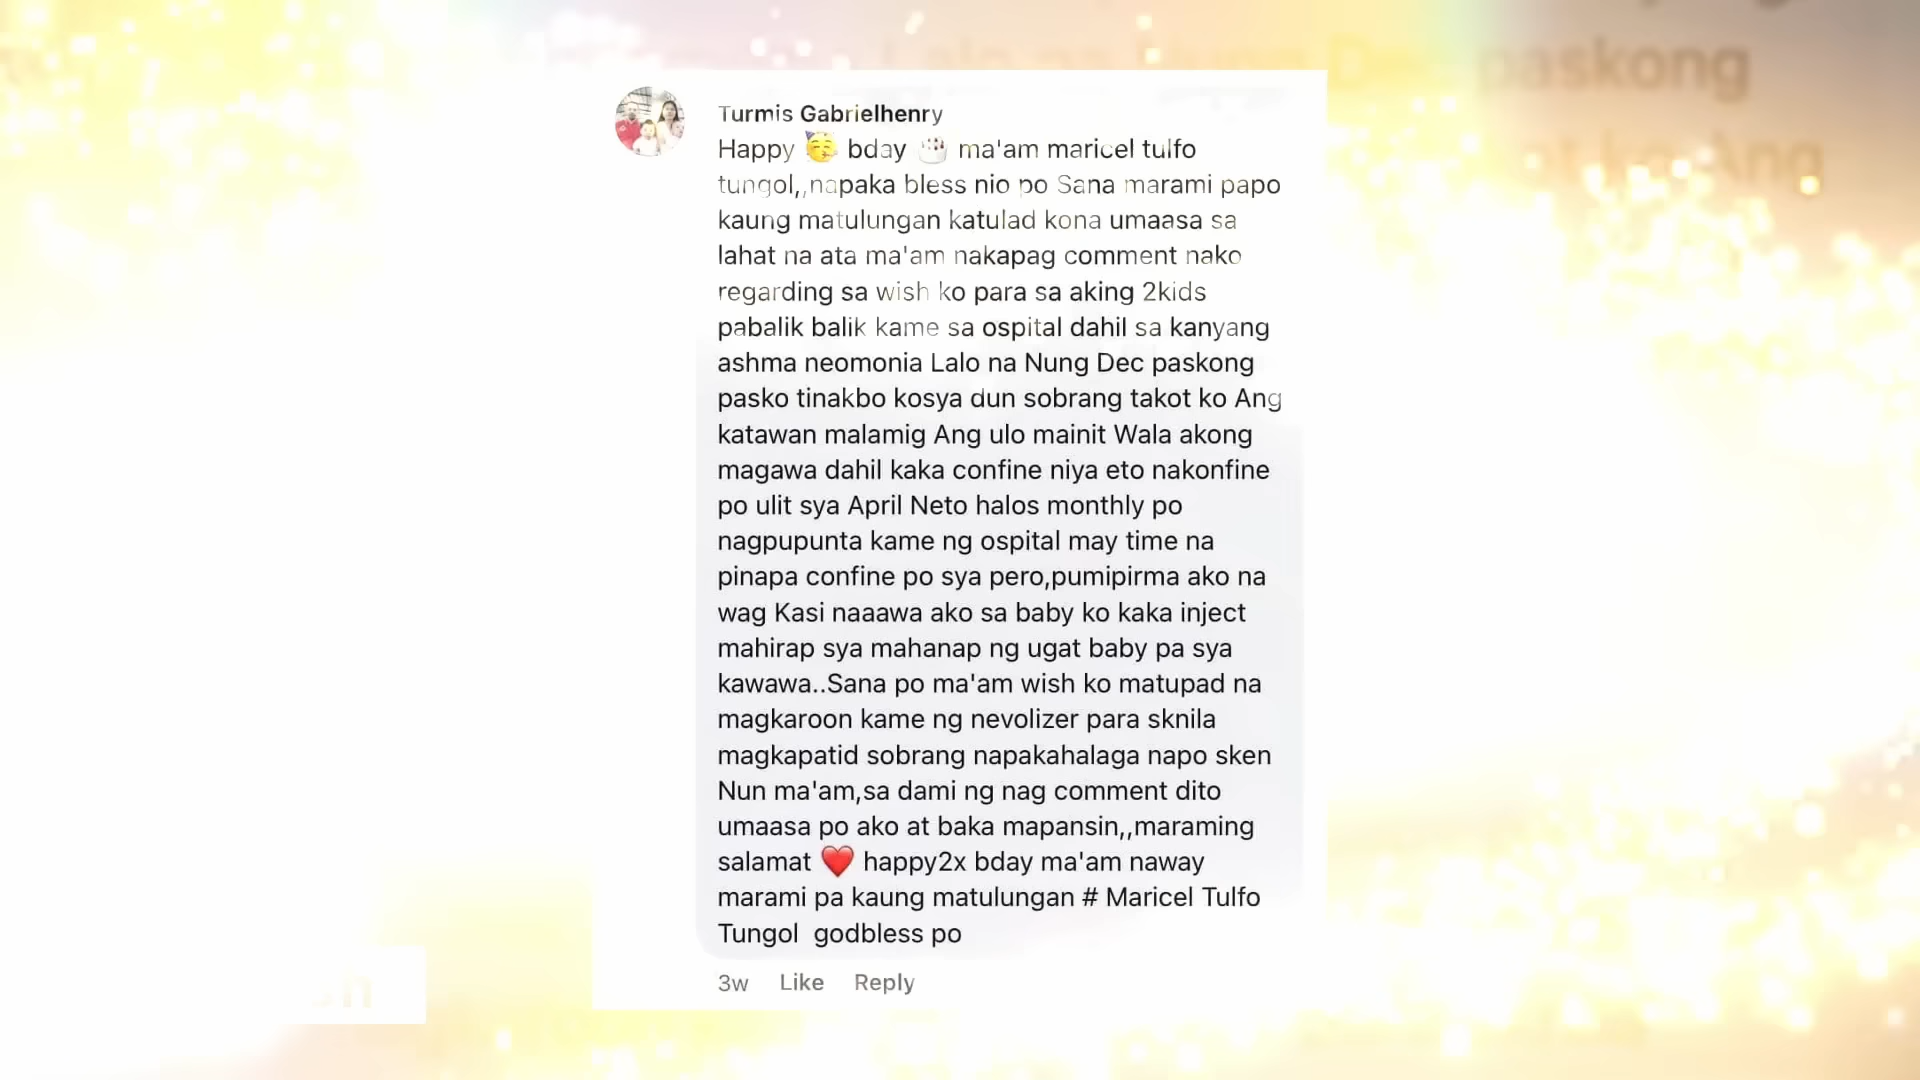 Turmis Gabrielhenry
Happy 🥳 bday 🎂 ma'am maricel tulfo
tungol,,napaka bless nio po Sana marami papo
kaung matulungan katulad kona umaasa sa
lahat na ata ma'am nakapag comment nako
regarding sa wish ko para sa aking 2kids
pabalik balik kame sa ospital dahil sa kanyang
ashma neomonia Lalo na Nung Dec paskong
pasko tinakbo kosya dun sobrang takot ko Ang
katawan malamig Ang ulo mainit Wala akong
magawa dahil kaka confine niya eto nakonfine
po ulit sya April Neto halos monthly po
nagpupunta kame ng ospital may time na
pinapa confine po sya pero,pumipirma ako na
wag Kasi naaawa ako sa baby ko kaka inject
mahirap sya mahanap ng ugat baby pa sya
kawawa..Sana po ma'am wish ko matupad na
magkaroon kame ng nevolizer para sknila
magkapatid sobrang napakahalaga napo sken
Nun ma'am,sa dami ng nag comment dito
umaasa po ako at baka mapansin,,maraming
salamat ❤️ happy2x bday ma'am naway
marami pa kaung matulungan # Maricel Tulfo
Tungol godbless po
3w Like Reply
Lalo na Nung Dec paskong
Ang